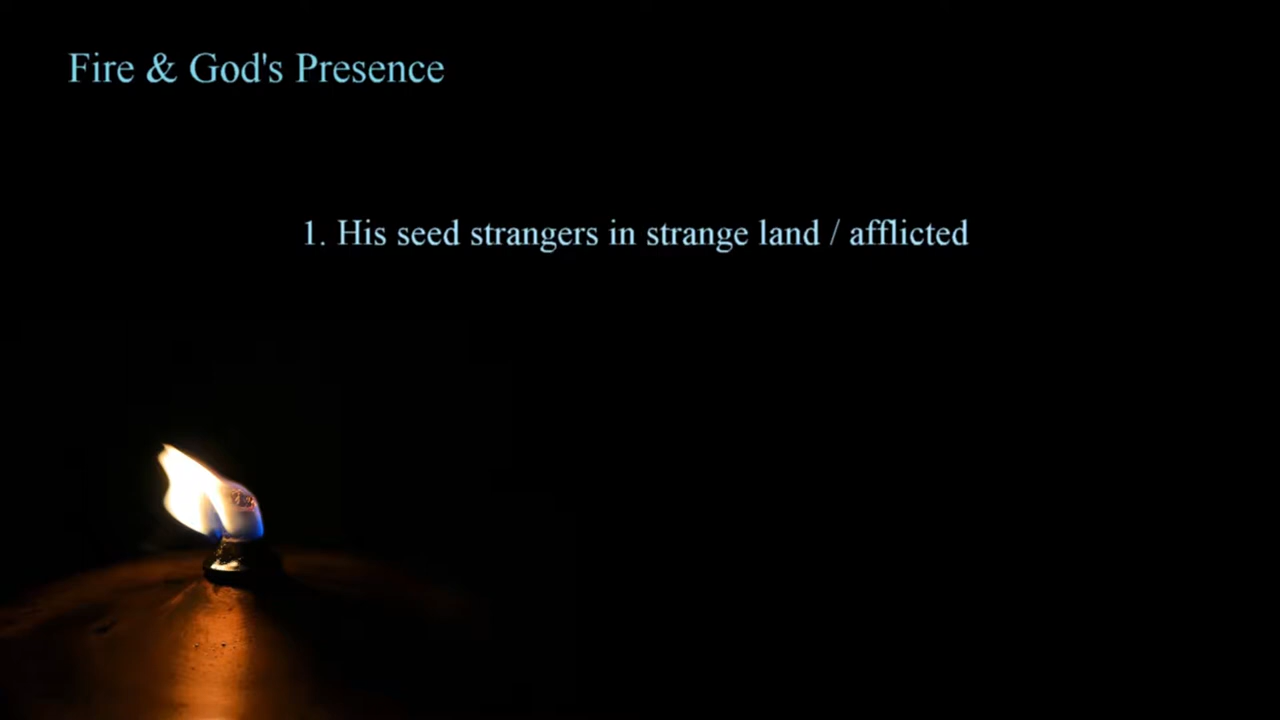 Fire & God's Presence
1. His seed strangers in strange land / afflicted